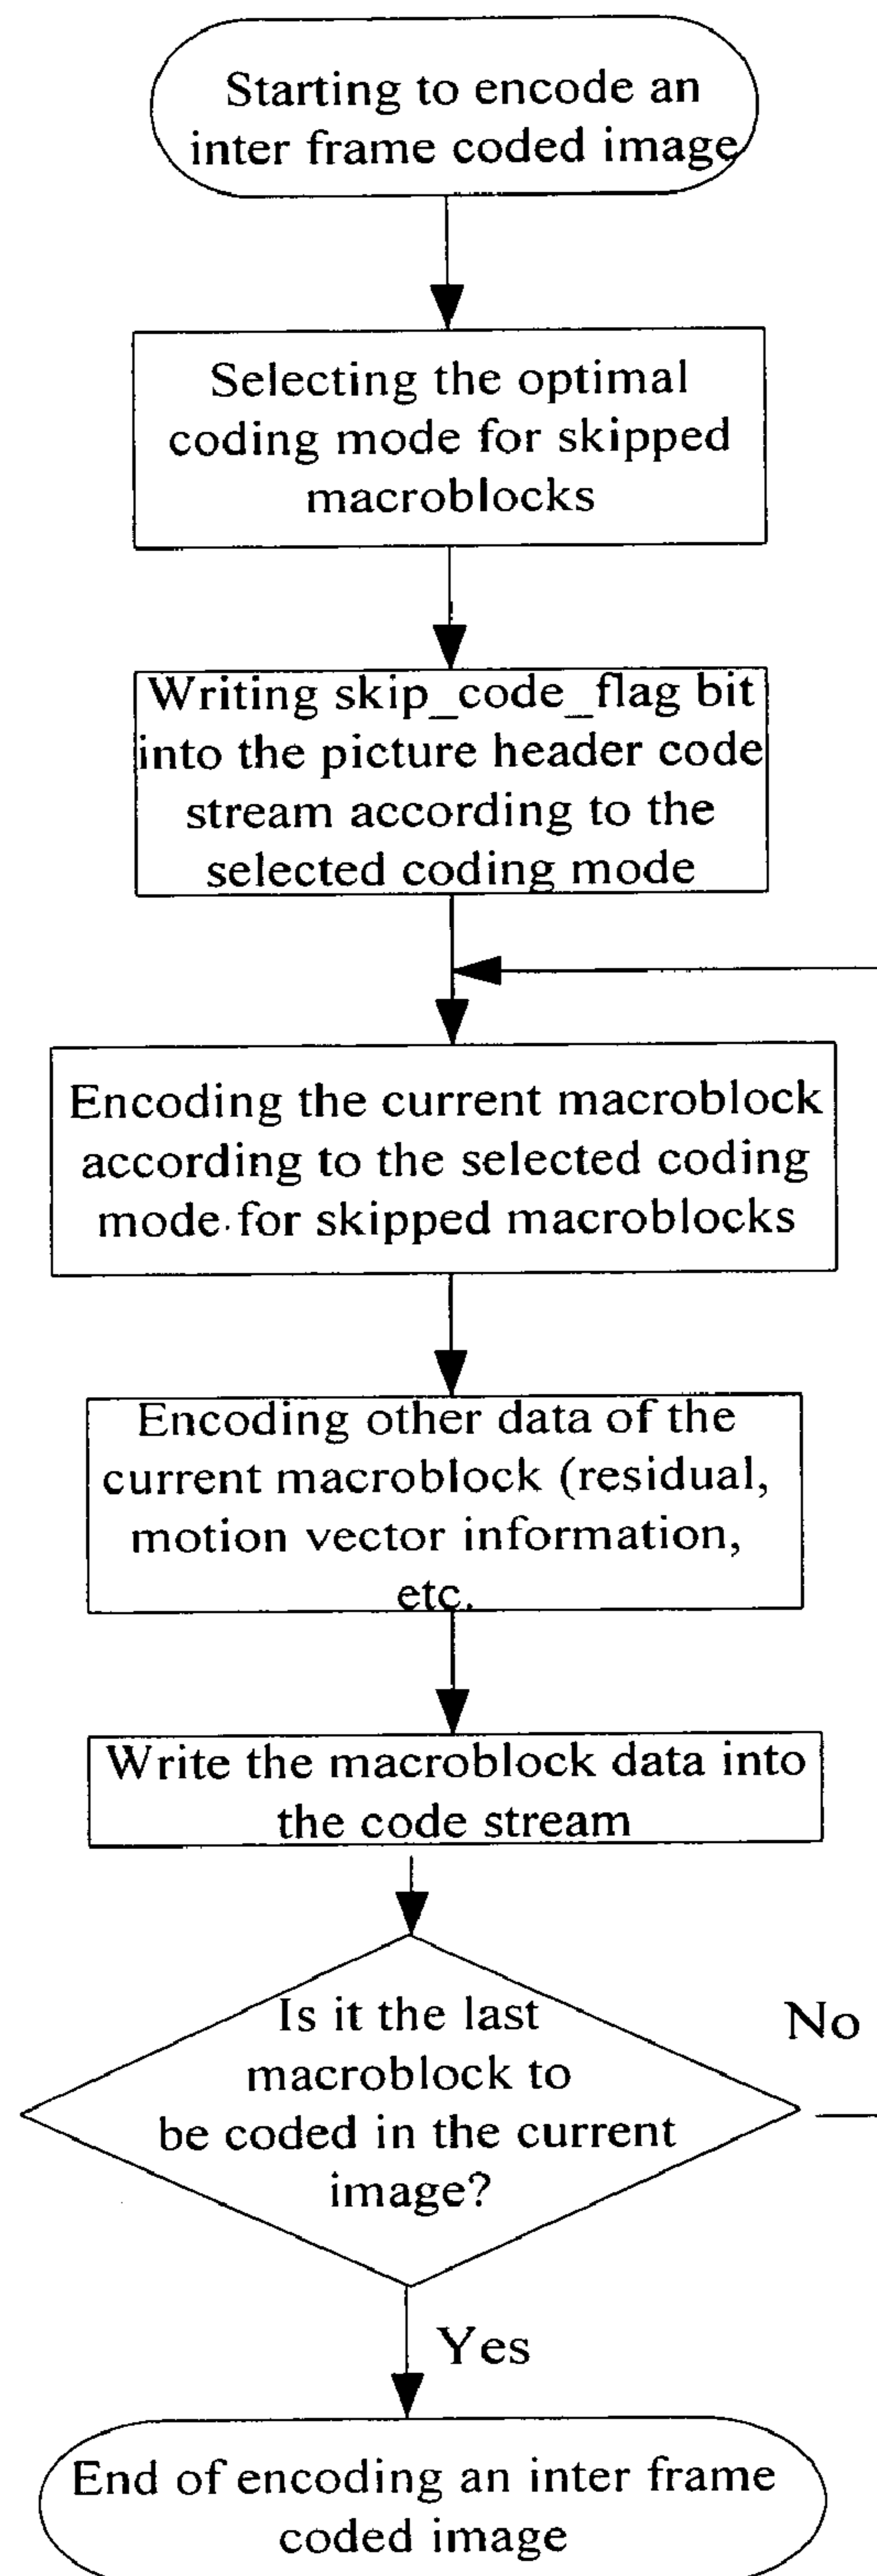 Starting to encode an
inter frame coded image
Selecting the optimal
coding mode for skipped
macroblocks
Writing skip_code_flag bit
into the picture header code
stream according to the
selected coding mode
Encoding the current macroblock
according to the selected coding
mode for skipped macroblocks
Encoding other data of the
current macroblock (residual,
motion vector information,
etc.
Write the macroblock data into
the code stream
Is it the last
macroblock to
be coded in the current
image?
No
Yes
End of encoding an inter frame
coded image